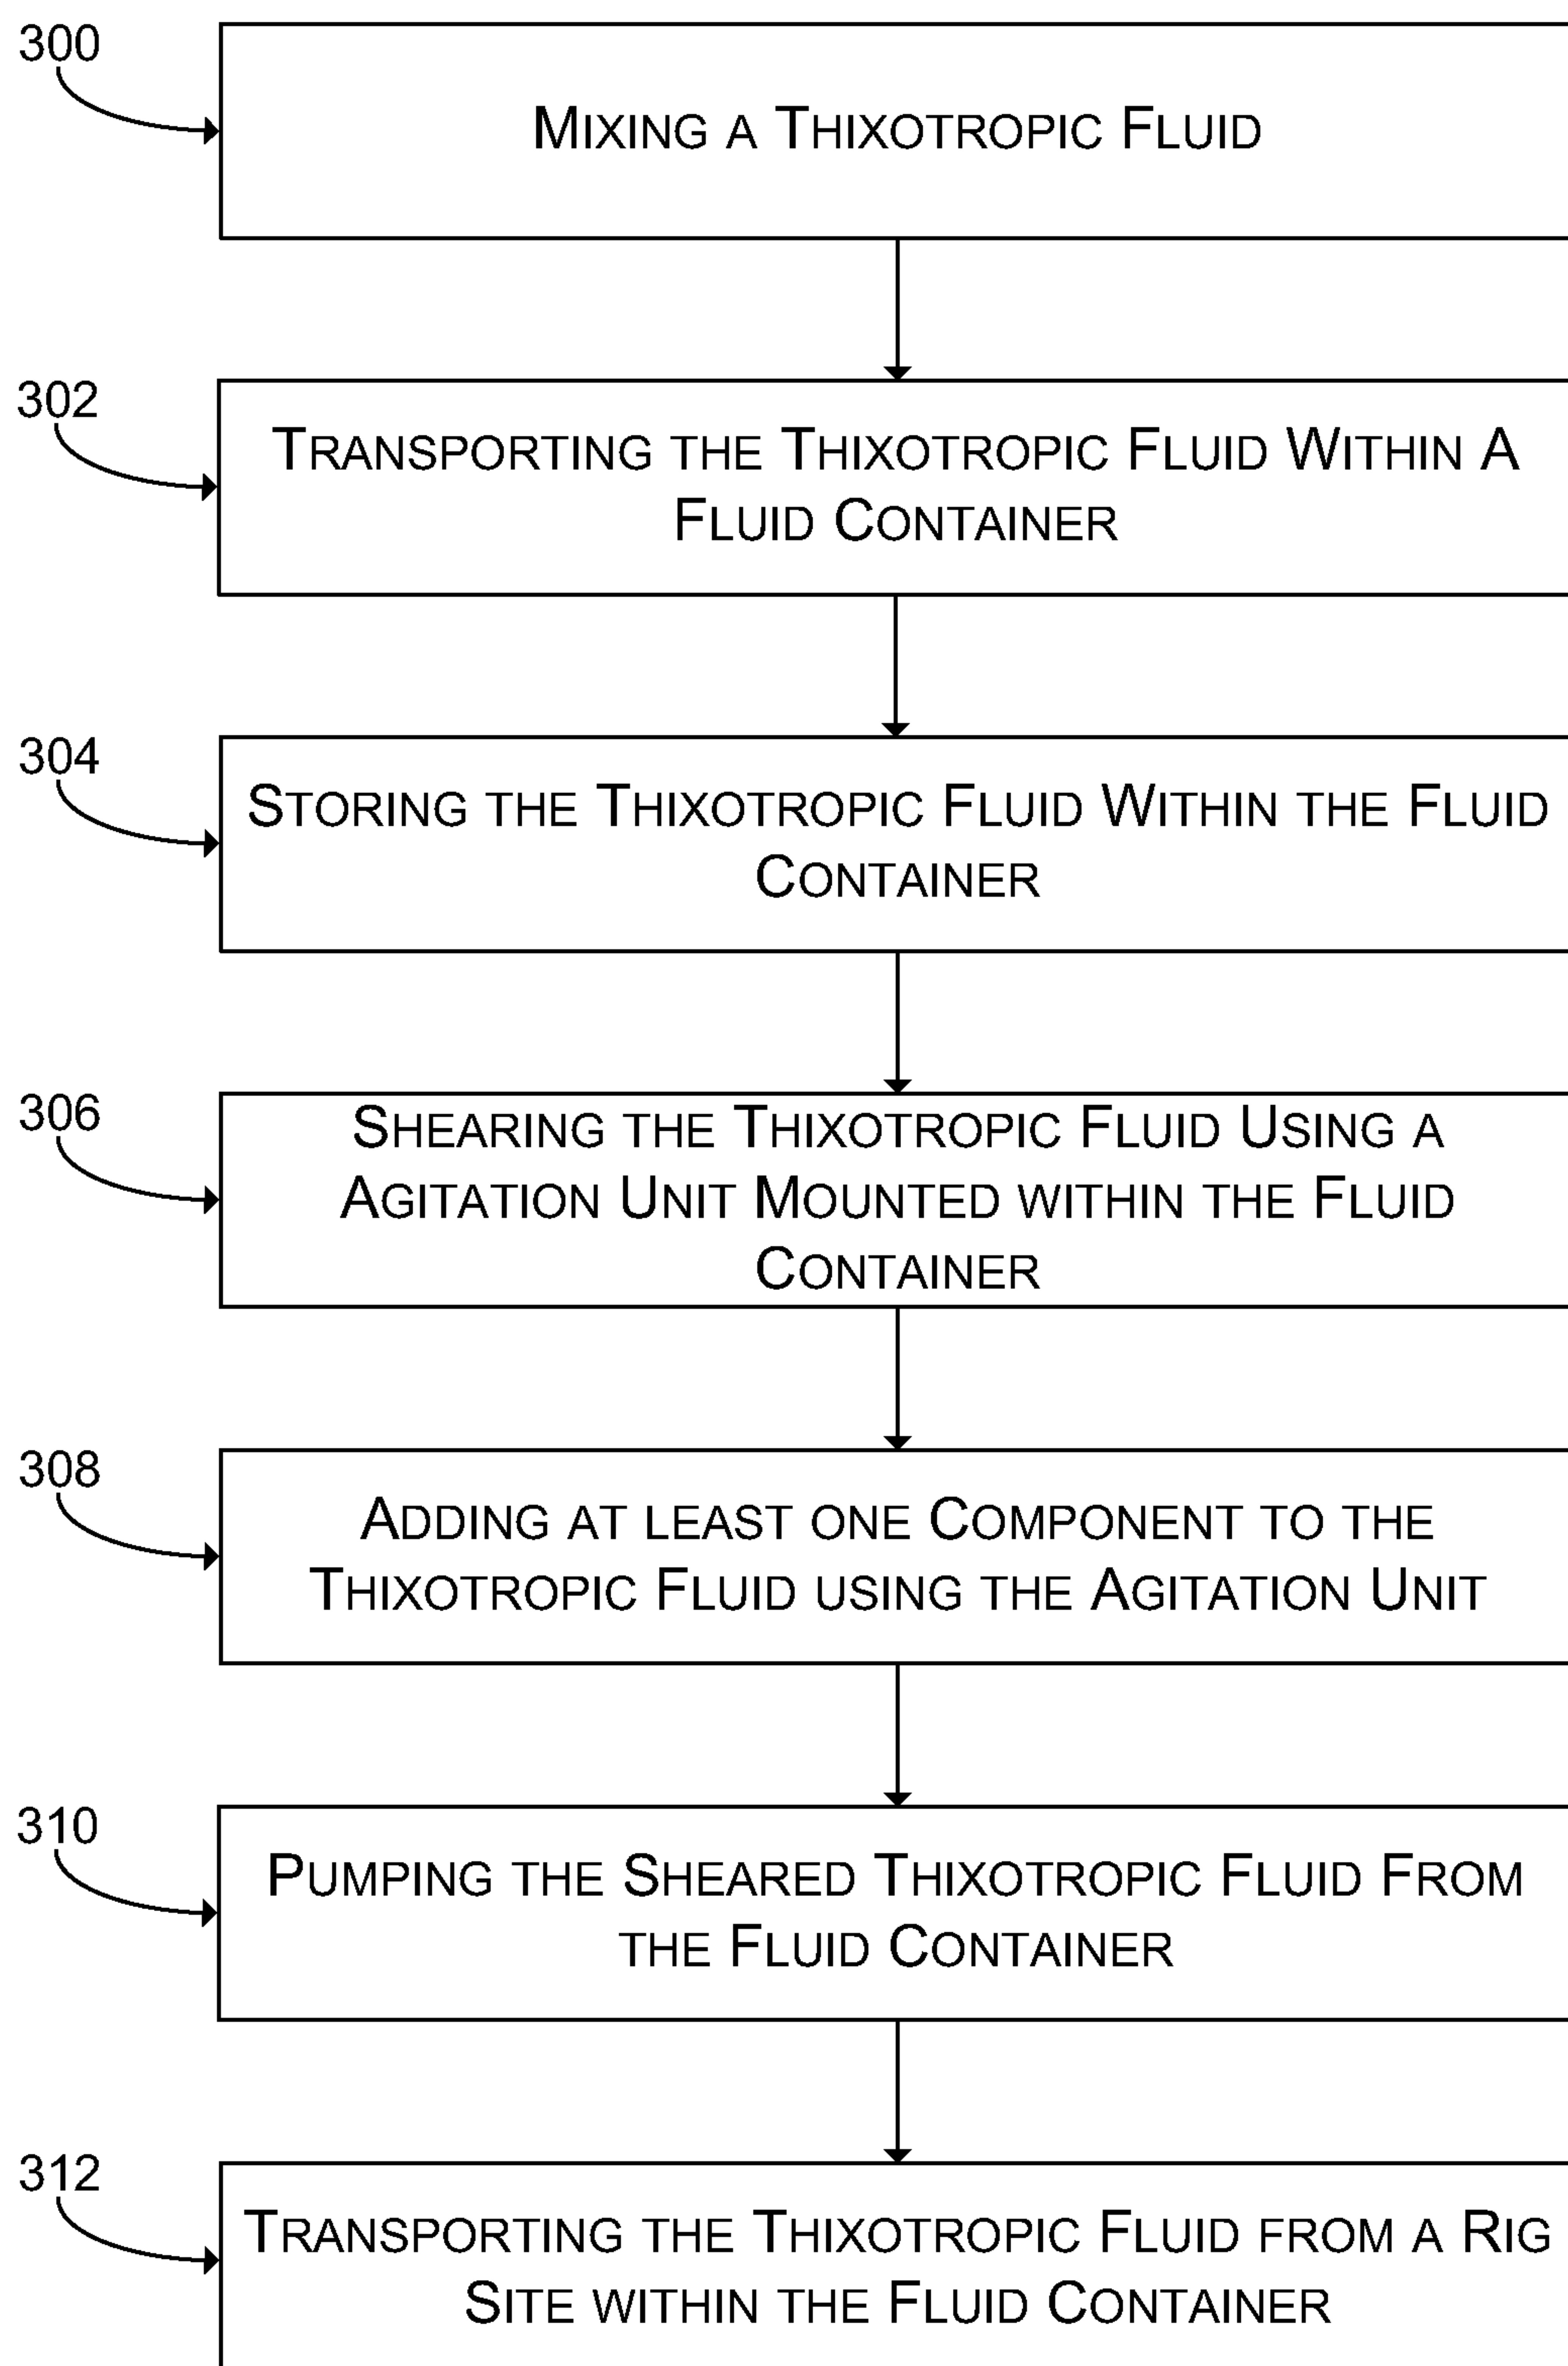 300
MIXING A THIXOTROPIC FLUID
302
TRANSPORTING THE THIXOTROPIC FLUID WITHIN A
FLUID CONTAINER
304
STORING THE THIXOTROPIC FLUID WITHIN THE FLUID
CONTAINER
306
SHEARING THE THIXOTROPIC FLUID USING A
AGITATION UNIT MOUNTED WITHIN THE FLUID
CONTAINER
308
ADDING AT LEAST ONE COMPONENT TO THE
THIXOTROPIC FLUID USING THE AGITATION UNIT
310
PUMPING THE SHEARED THIXOTROPIC FLUID FROM
THE FLUID CONTAINER
312
TRANSPORTING THE THIXOTROPIC FLUID FROM A RIG
SITE WITHIN THE FLUID CONTAINER